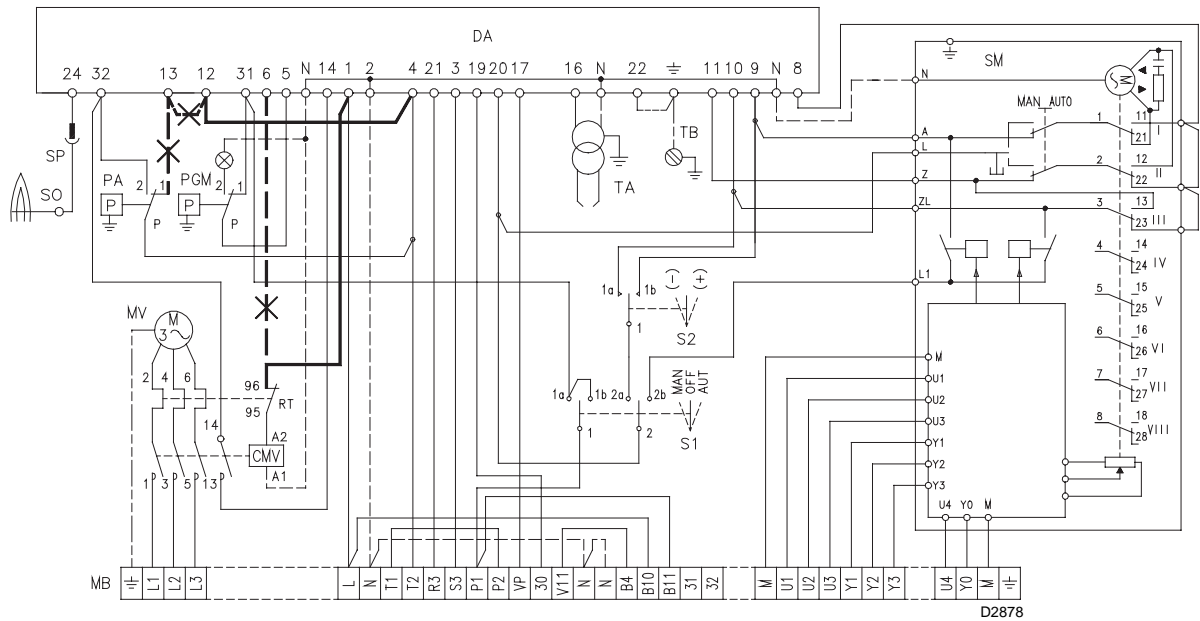 DA
24 32 13 12 31 6 5 N 14 1 2 4 21 3 19 20 17 16 N 22 11 10 9 N 8
SM
N
M
MAN AUTO
SP
SO
PA
P
2 1
P
PGM
P
2 1
P
TA
TB
A
L
Z
ZL
L1
1 11 21 I
2 12 22 II
3 13 23 III
4 14 24 IV
5 15 25 V
6 16 26 VI
7 17 27 VII
8 18 28 VIII
MV
M
3
2 4 6
96
RT
95
14
A2
CMV
A1
1 3 5 13
(-) (+)
1a 1b
1
S2
MAN
OFF
AUT
1a 1b 2a 2b
1 2
S1
M
U1
U2
U3
Y1
Y2
Y3
U4 Y0 M
MB L1 L2 L3 L N T1 T2 R3 S3 P1 P2 VP 30 V11 N N B4 B10 B11 31 32 M U1 U2 U3 Y1 Y2 Y3 U4 Y0 M
D2878